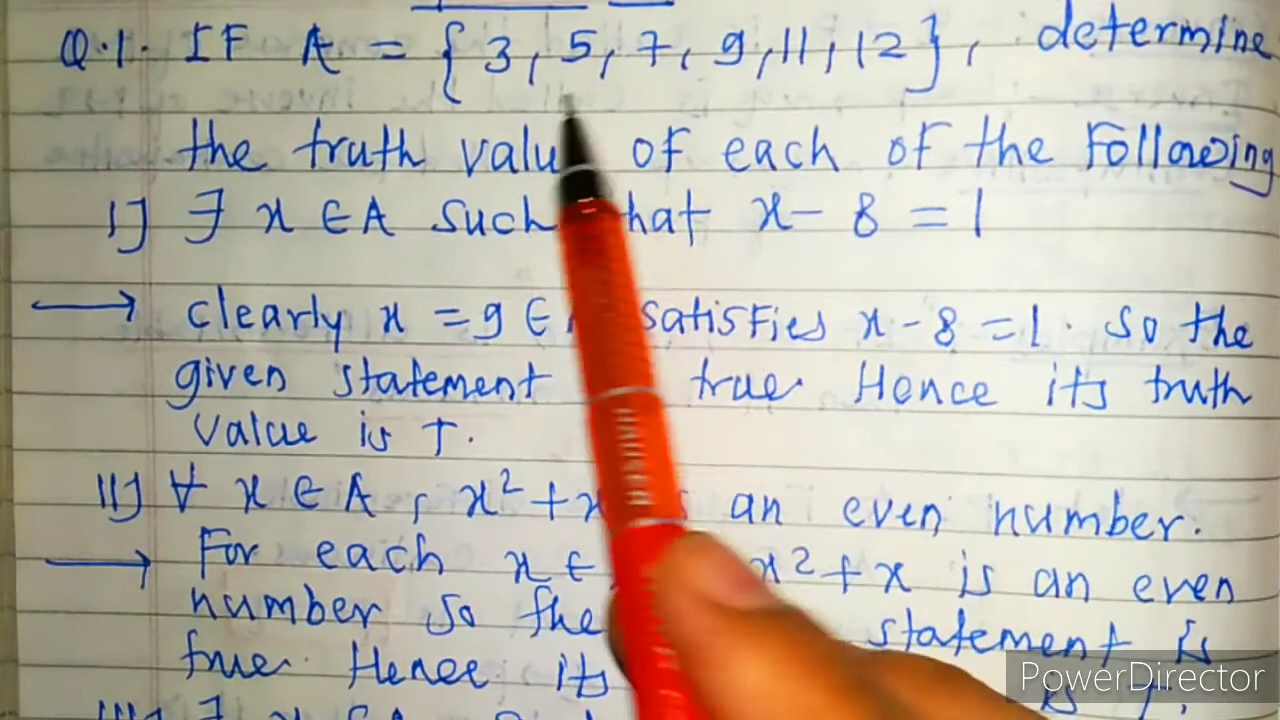 Q.1. IF A = {3, 5, 7, 9, 11, 12}, determine
the truth valu of each of the Following
i] ∃ x ∈ A such hat x - 8 = 1
→ clearly x = 9 ∈ satisfies x - 8 = 1. so the
given statement true. Hence its truth
value is T.
ii] ∀ x ∈ A, x² + x an even number.
→ For each x ∈ x² + x is an even
number so the statement is
true. Hence its is T.
PowerDirector